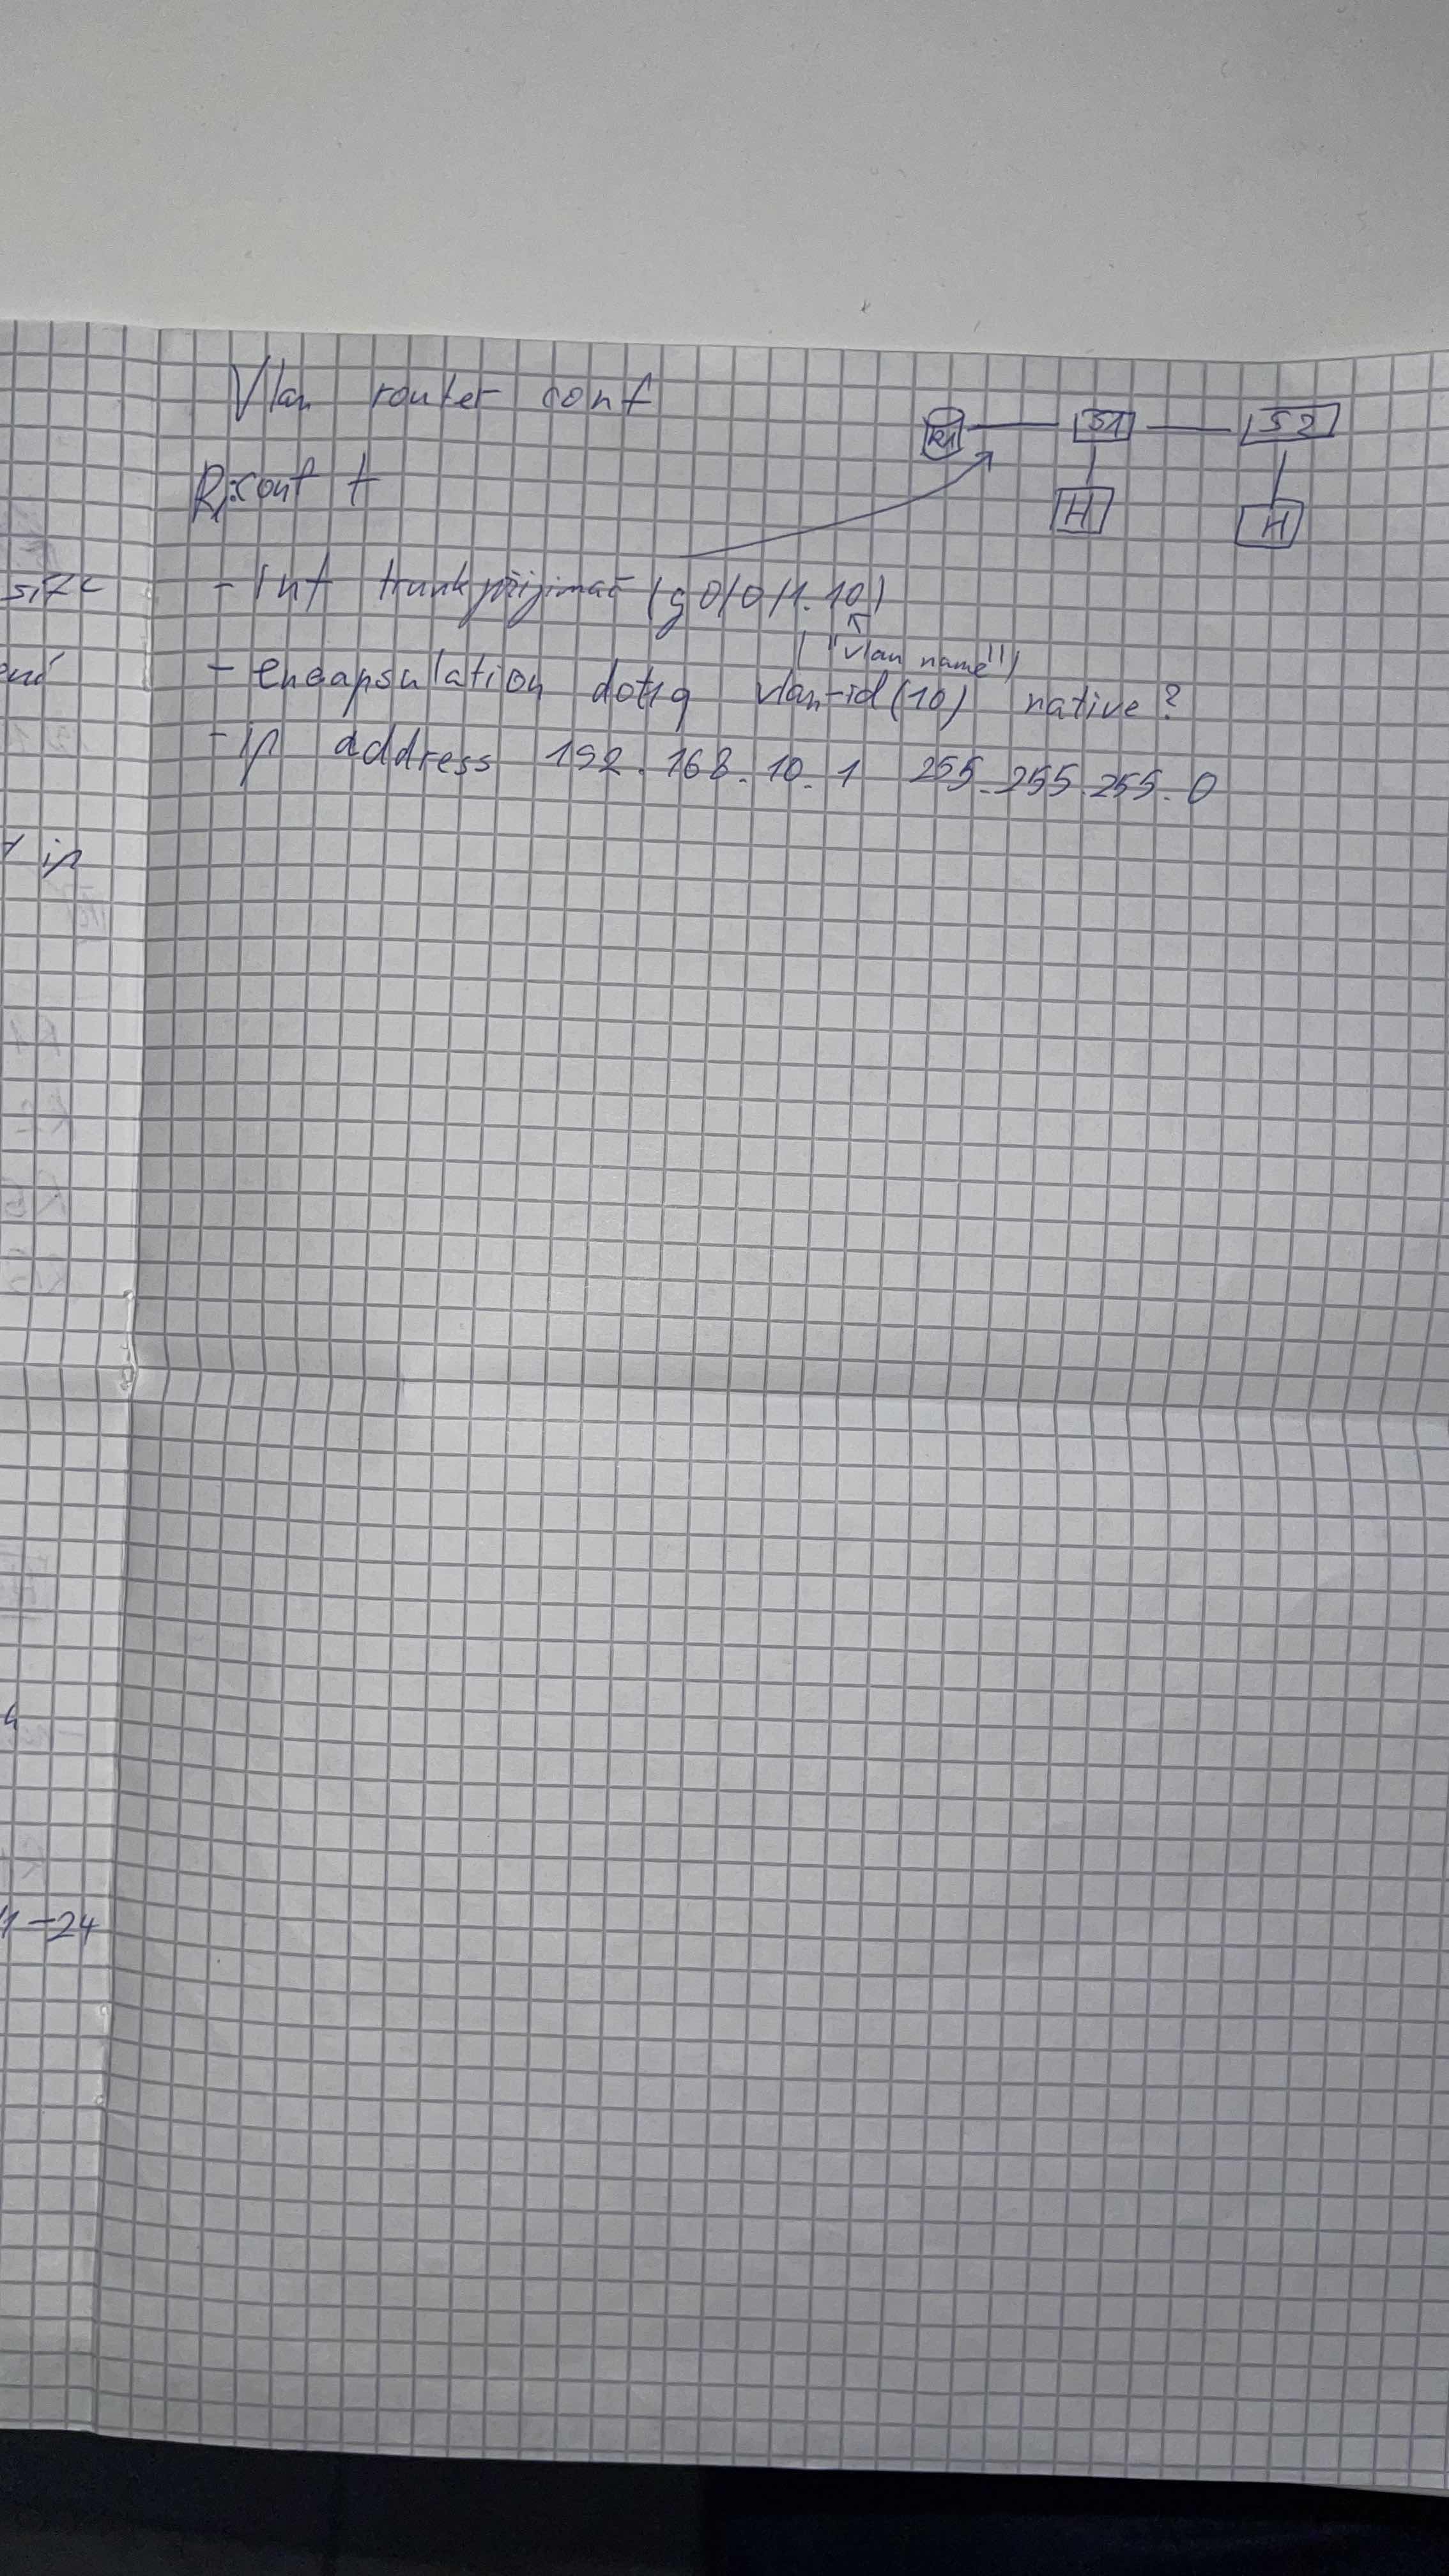 Vlan router conf
R1 S1 S2
R1:conf t
H H
síťe
- int trunk přijímač (g 0/0/1.10)
("vlan name")
ení
- encapsulation dot1q vlan-id(10) native?
- ip address 192.168.10.1 255.255.255.0
ip
1-24